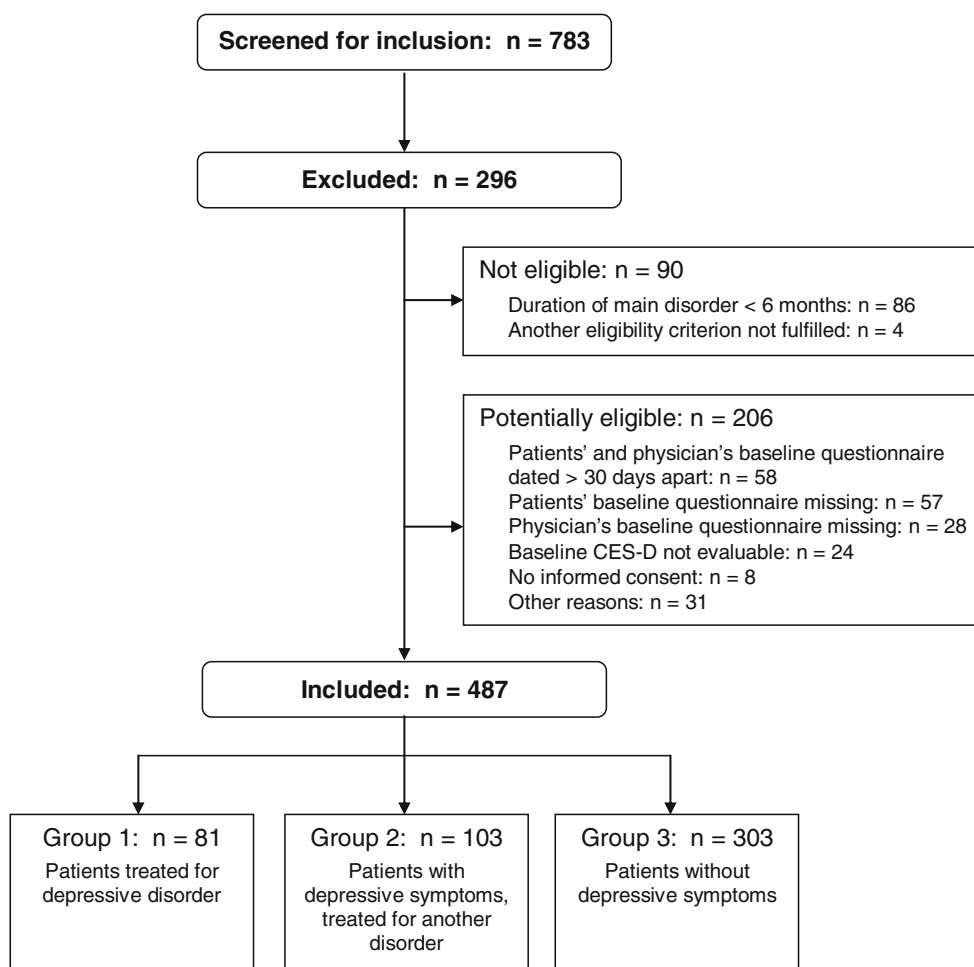 Screened for inclusion: n = 783
Excluded: n = 296
Not eligible: n = 90
Duration of main disorder < 6 months: n = 86
Another eligibility criterion not fulfilled: n = 4
Potentially eligible: n = 206
Patients’ and physician’s baseline questionnaire
dated > 30 days apart: n = 58
Patients’ baseline questionnaire missing: n = 57
Physician’s baseline questionnaire missing: n = 28
Baseline CES-D not evaluable: n = 24
No informed consent: n = 8
Other reasons: n = 31
Included: n = 487
Group 1: n = 81
Patients treated for
depressive disorder
Group 2: n = 103
Patients with
depressive symptoms,
treated for another
disorder
Group 3: n = 303
Patients without
depressive symptoms